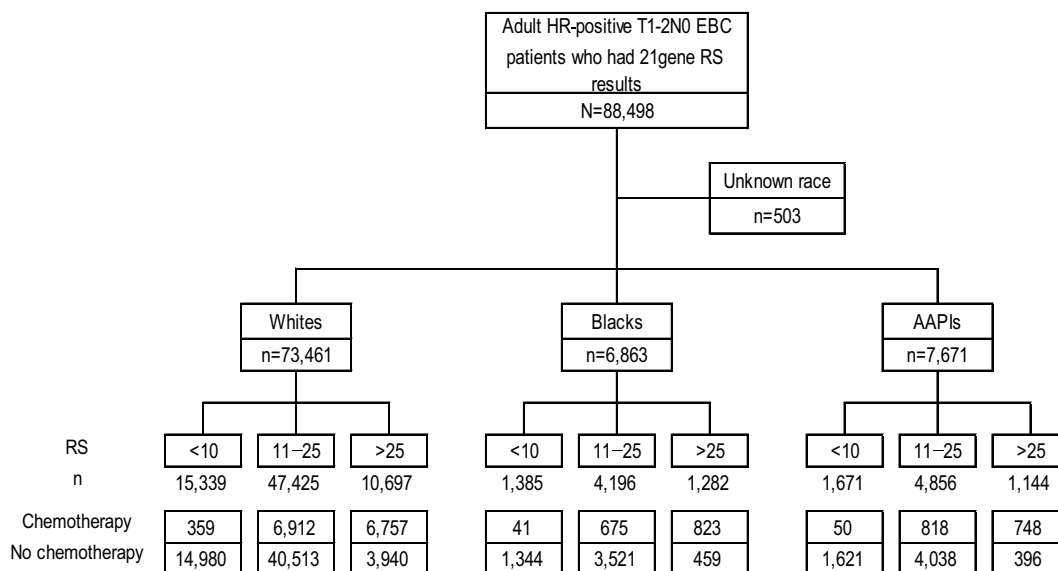 Adult HR-positive T1-2N0 EBC
patients who had 21gene RS
results
N=88,498
Unknown race
n=503
Whites Blacks AAPIs
n=73,461 n=6,863 n=7,671
RS <10 11–25 >25 <10 11–25 >25 <10 11–25 >25
n 15,339 47,425 10,697 1,385 4,196 1,282 1,671 4,856 1,144
Chemotherapy 359 6,912 6,757 41 675 823 50 818 748
No chemotherapy 14,980 40,513 3,940 1,344 3,521 459 1,621 4,038 396